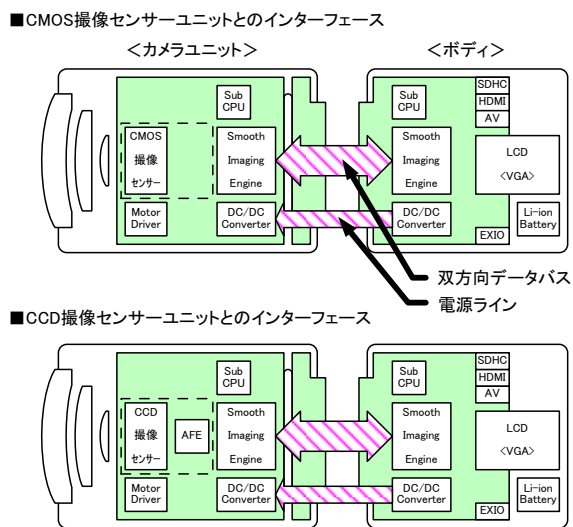 ■CMOS撮像センサーユニットとのインターフェース
＜カメラユニット＞
＜ボディ＞
Sub
CPU
CMOS
撮像
センサー
Smooth
Imaging
Engine
Motor
Driver
DC/DC
Converter
Sub
CPU
Smooth
Imaging
Engine
DC/DC
Converter
SDHC
HDMI
AV
LCD
<VGA>
EXIO
Li-ion
Battery
双方向データバス
電源ライン
■CCD撮像センサーユニットとのインターフェース
Sub
CPU
CCD
撮像
センサー
AFE
Smooth
Imaging
Engine
Motor
Driver
DC/DC
Converter
Sub
CPU
Smooth
Imaging
Engine
DC/DC
Converter
SDHC
HDMI
AV
LCD
<VGA>
EXIO
Li-ion
Battery